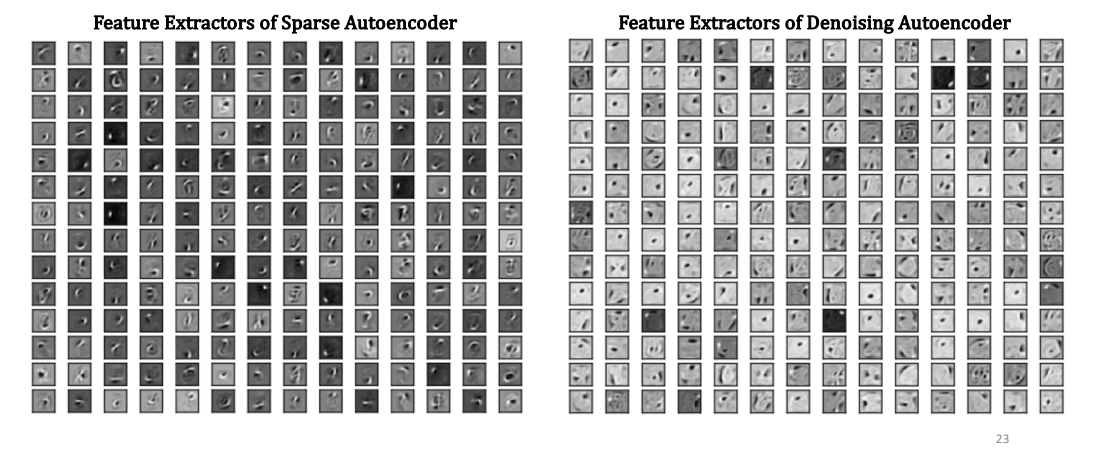 Feature Extractors of Sparse Autoencoder
Feature Extractors of Denoising Autoencoder
23